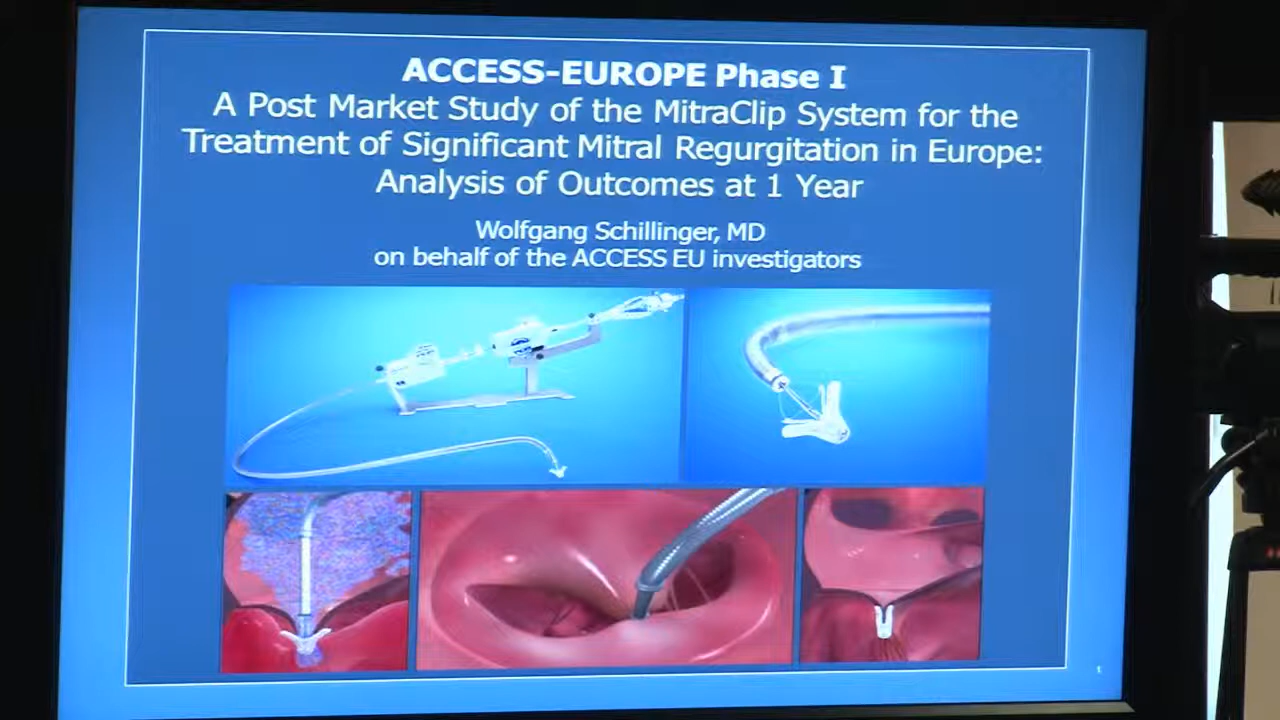 ACCESS-EUROPE Phase I
A Post Market Study of the MitraClip System for the
Treatment of Significant Mitral Regurgitation in Europe:
Analysis of Outcomes at 1 Year
Wolfgang Schillinger, MD
on behalf of the ACCESS EU investigators
1